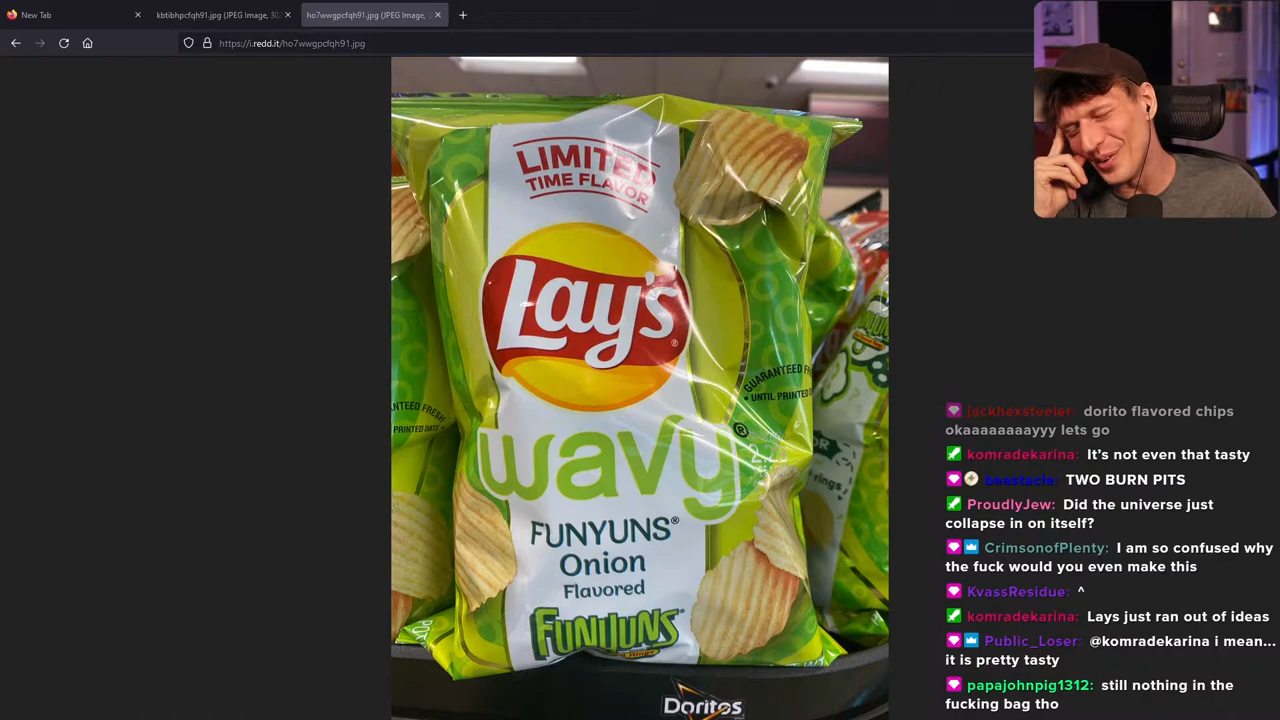 New Tab
kbtibhpcfqh91.jpg (JPEG Image, 30
ho7wwgpcfqh91.jpg (JPEG Image,
https://i.redd.it/ho7wwgpcfqh91.jpg
LIMITED
TIME FLAVOR
Lay's
®
GUARANTEED
• UNTIL PRINTED
wavy®
FUNYUNS®
Onion
Flavored
FUNYUNS®
Rings
rings
NTEED FRESH
PRINTED DATE
Doritos
jackhexsteeler: dorito flavored chips
okaaaaaaayyy lets go
komradekarina: It's not even that tasty
beastacle: TWO BURN PITS
ProudlyJew: Did the universe just
collapse in on itself?
CrimsonofPlenty: I am so confused why
the fuck would you even make this
KvassResidue: ^
komradekarina: Lays just ran out of ideas
Public_Loser: @komradekarina i mean...
it is pretty tasty
papajohnpig1312: still nothing in the
fucking bag tho